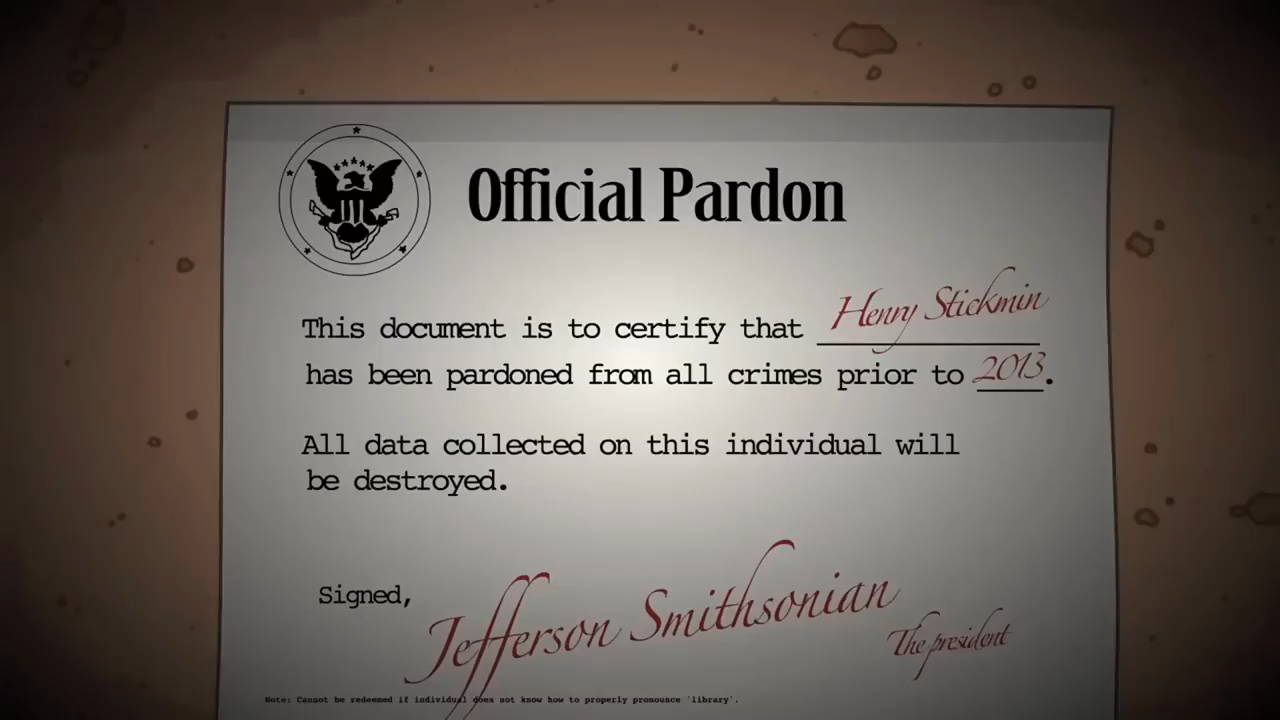 Official Pardon
This document is to certify that Henry Stickmin
has been pardoned from all crimes prior to 2013.
All data collected on this individual will
be destroyed.
Signed, Jefferson Smithsonian
The president
Note: Cannot be redeemed if individual does not know how to properly pronounce 'library'.